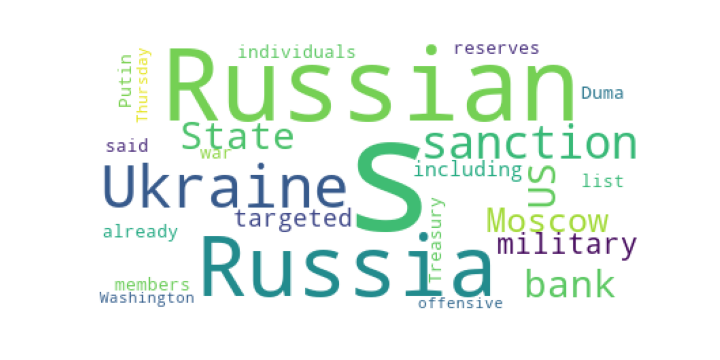 individuals
reserves
Russian
Putin
Thursday
Duma
State
sanction
said
war
s
including
US
list
Ukraine
targeted
Moscow
already
Treasury
military
Russia
bank
members
Washington
offensive